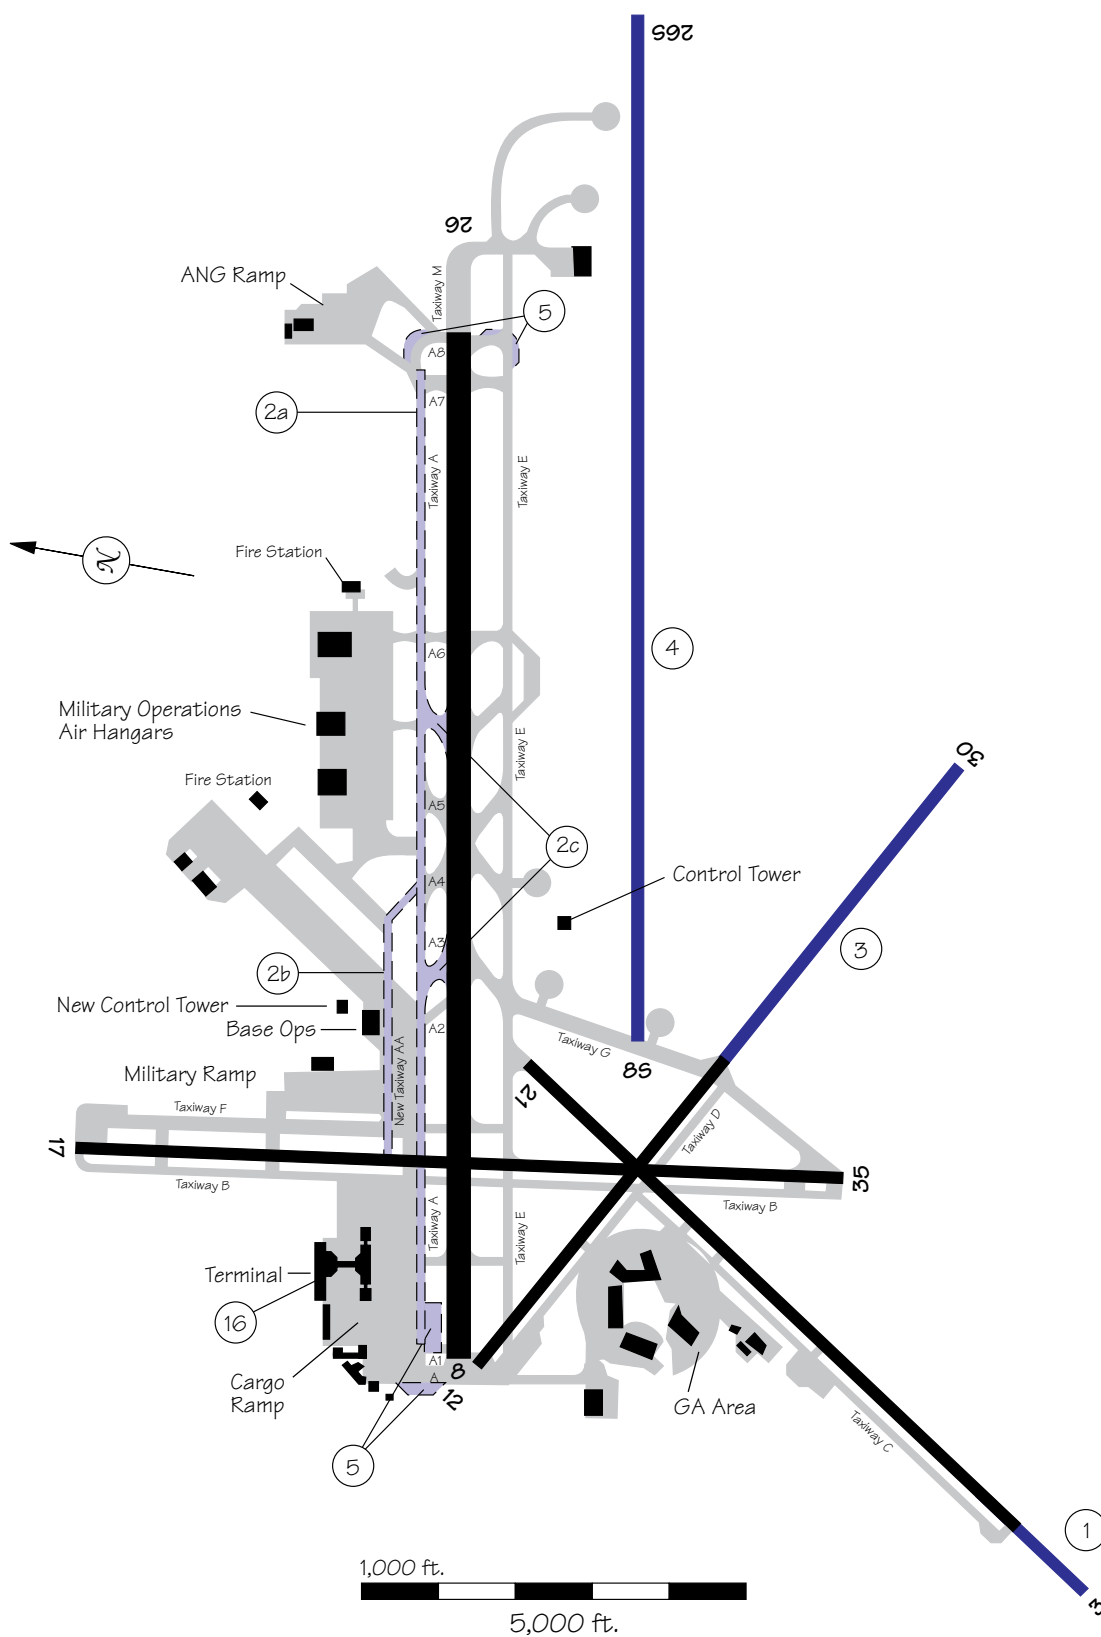 26S
26
ANG Ramp
Taxiway M
5
A8
2a
A7
Taxiway A
Taxiway E
N
Fire Station
4
A6
Military Operations
Air Hangars
Taxiway E
30
Fire Station
A5
2c
A4
Control Tower
A3
3
2b
New Control Tower
Base Ops
A2
Taxiway G
New Taxiway AA
8S
Military Ramp
21
Taxiway F
Taxiway D
17
35
Taxiway B
Taxiway B
Taxiway A
Taxiway E
Terminal
16
A1
8
A
12
Cargo
Ramp
GA Area
Taxiway C
5
1
3
1,000 ft.
5,000 ft.